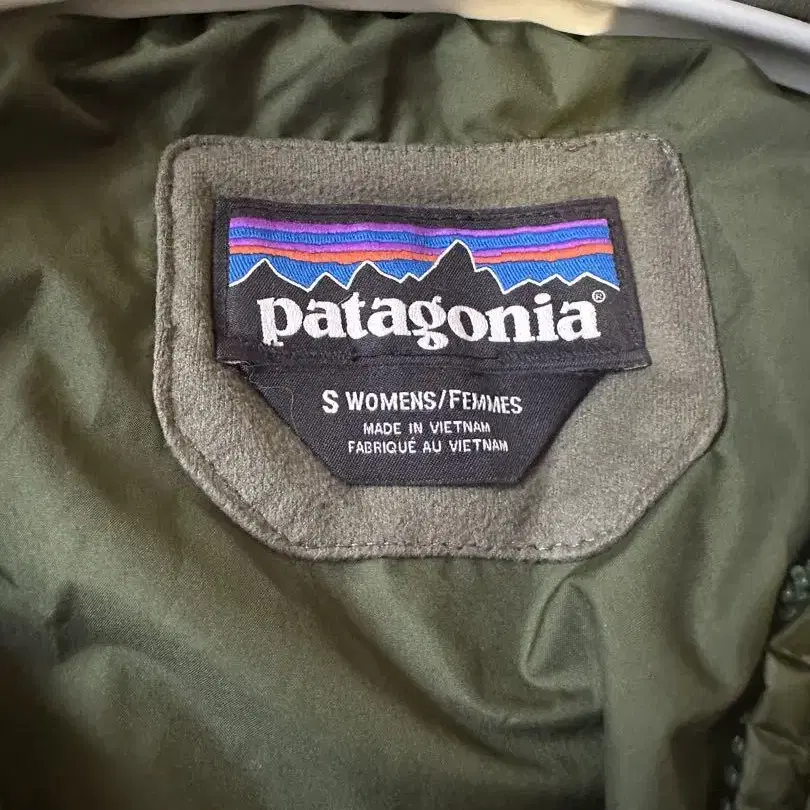 patagonia®
S WOMENS/FEMMES
MADE IN VIETNAM
FABRIQUÉ AU VIETNAM